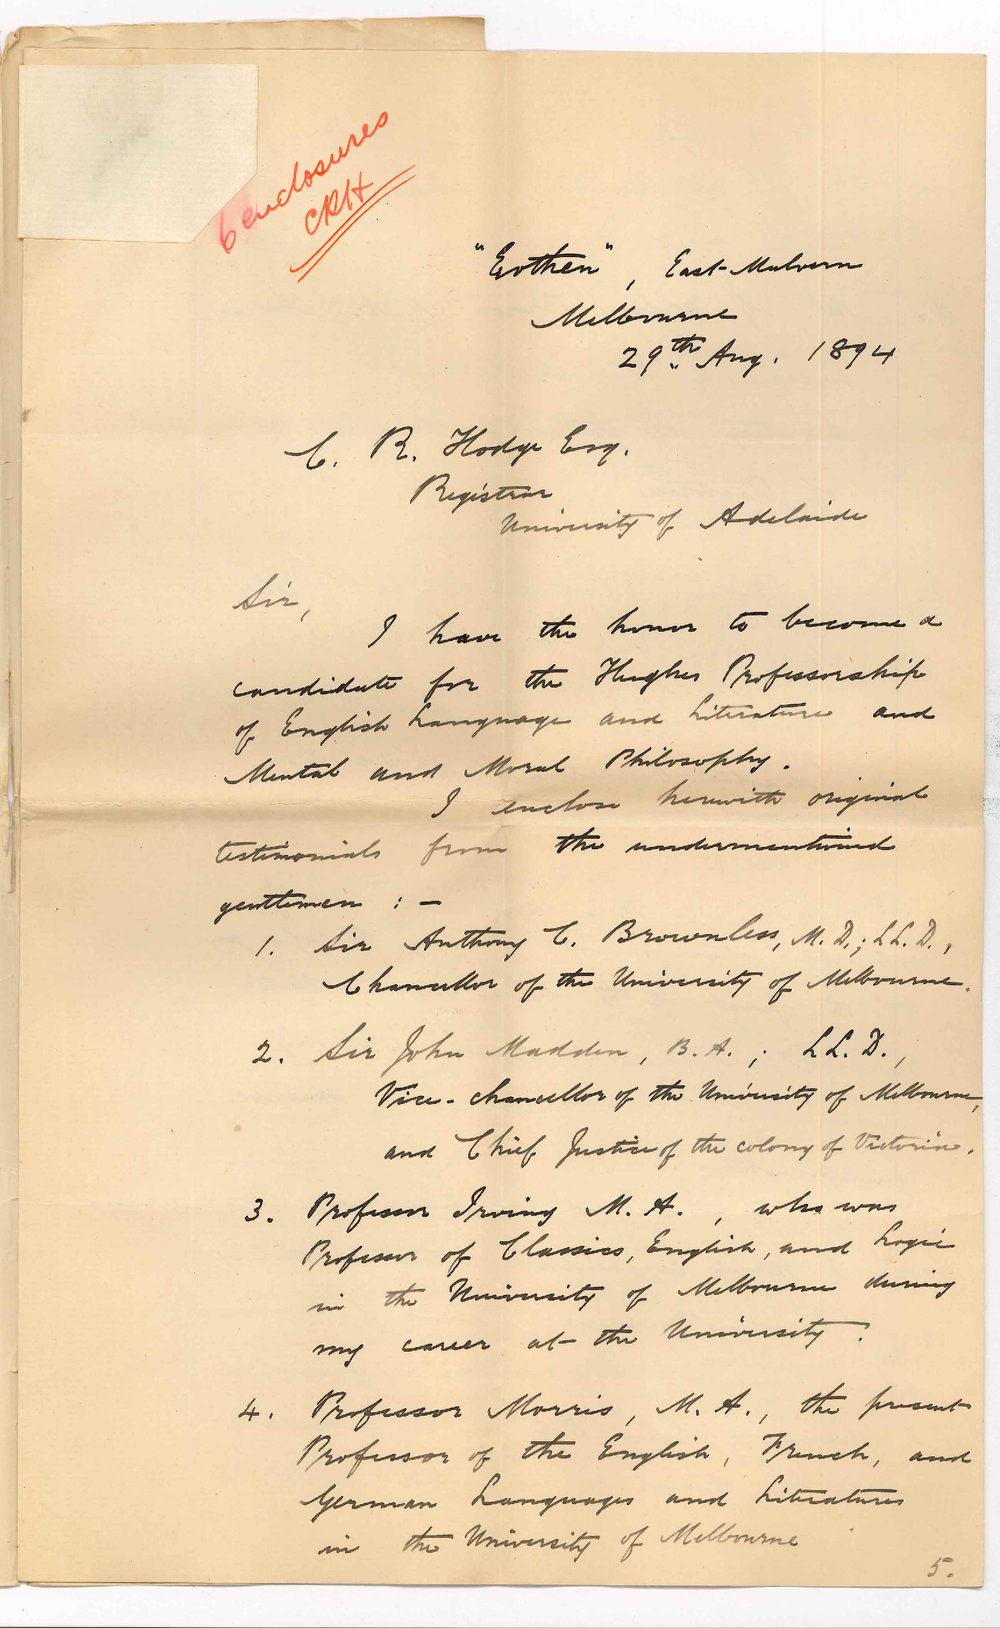 6 enclosures
CRH
"Eothen", East Malvern
Melbourne
29th Aug. 1894
C. R. Hodge Esq.
Registrar
University of Adelaide
Sir,
I have the honor to become a
candidate for the Hughes Professorship
of English Language and Literature and
Mental and Moral Philosophy.
I enclose herewith original
testimonials from the undermentioned
gentlemen : —
1. Sir Anthony C. Brownless, M.D.; LL.D.,
Chancellor of the University of Melbourne.
2. Sir John Madden, B.A.; LL.D.,
Vice-Chancellor of the University of Melbourne,
and Chief Justice of the colony of Victoria.
3. Professor Irving M.A., who was
Professor of Classics, English, and Logic
in the University of Melbourne during
my career at the University.
4. Professor Morris, M.A., the present
Professor of the English, French, and
German Languages and Literatures
in the University of Melbourne
5.